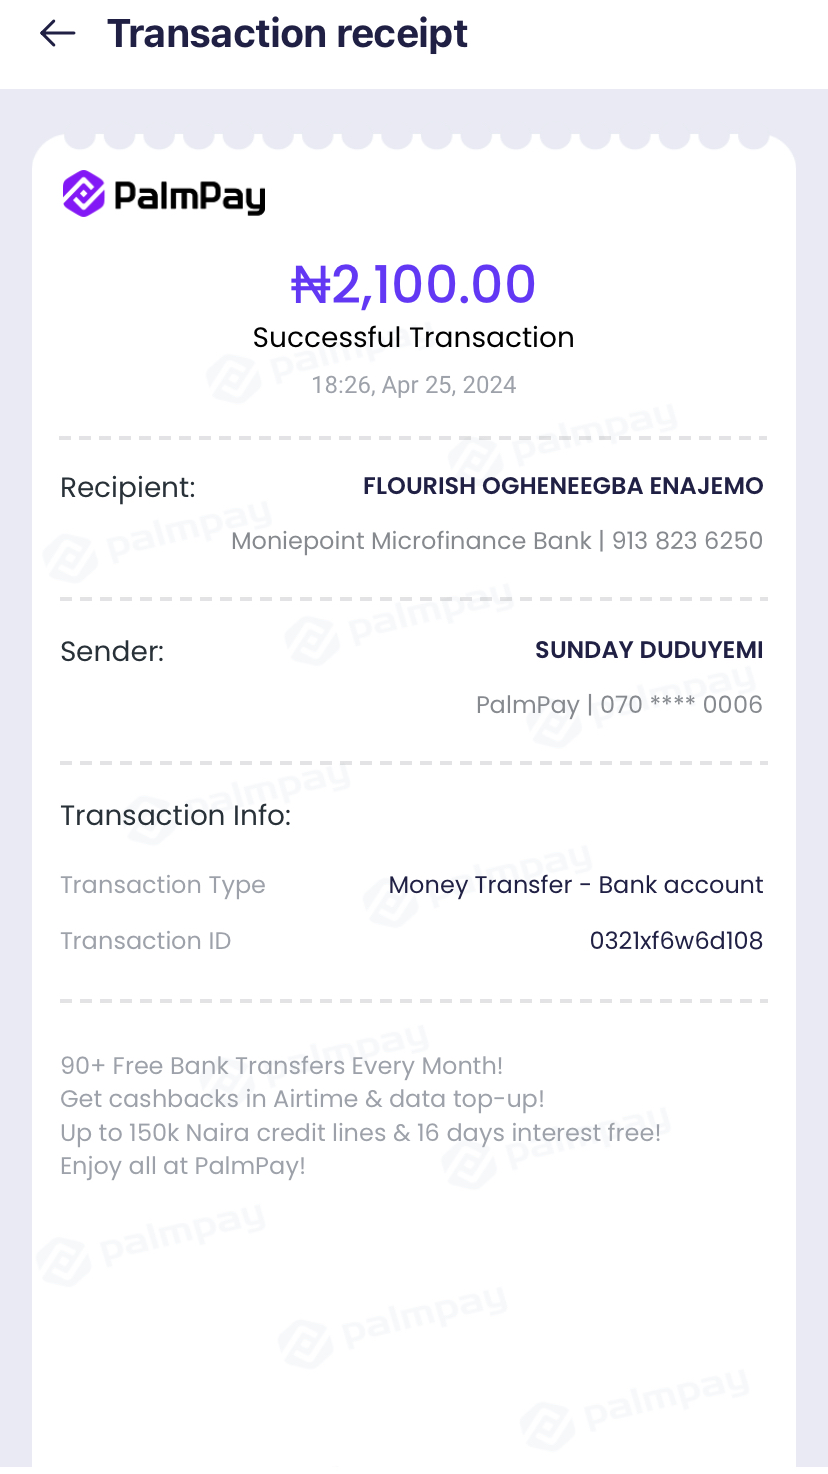 Transaction receipt
PalmPay
₦2,100.00
Successful Transaction
18:26, Apr 25, 2024
Recipient: FLOURISH OGHENEEGBA ENAJEMO
Moniepoint Microfinance Bank | 913 823 6250
Sender: SUNDAY DUDUYEMI
PalmPay | 070 **** 0006
Transaction Info:
Transaction Type Money Transfer - Bank account
Transaction ID 0321xf6w6d108
90+ Free Bank Transfers Every Month!
Get cashbacks in Airtime & data top-up!
Up to 150k Naira credit lines & 16 days interest free!
Enjoy all at PalmPay!
palmpay
palmpay
palmpay
palmpay
palmpay
palmpay
palmpay
palmpay
palmpay
palmpay
palmpay
palmpay